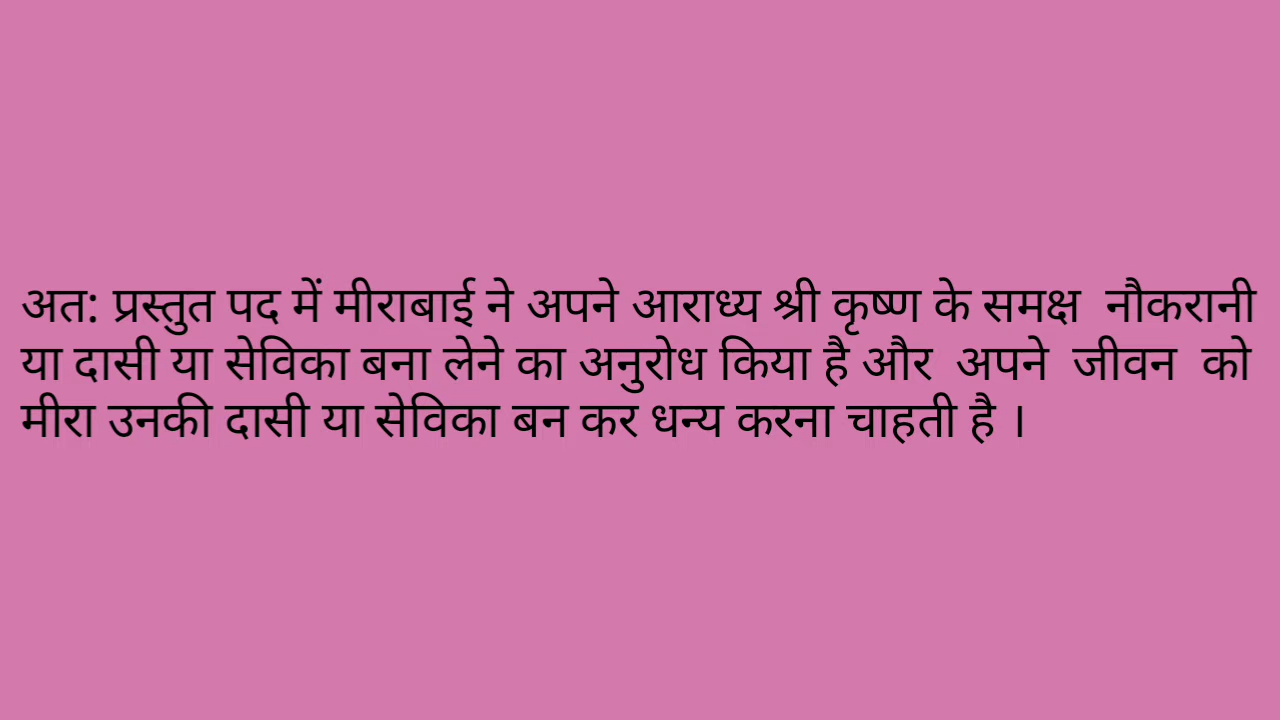 अत: प्रस्तुत पद में मीराबाई ने अपने आराध्य श्री कृष्ण के समक्ष नौकरानी
या दासी या सेविका बना लेने का अनुरोध किया है और अपने जीवन को
मीरा उनकी दासी या सेविका बन कर धन्य करना चाहती है ।